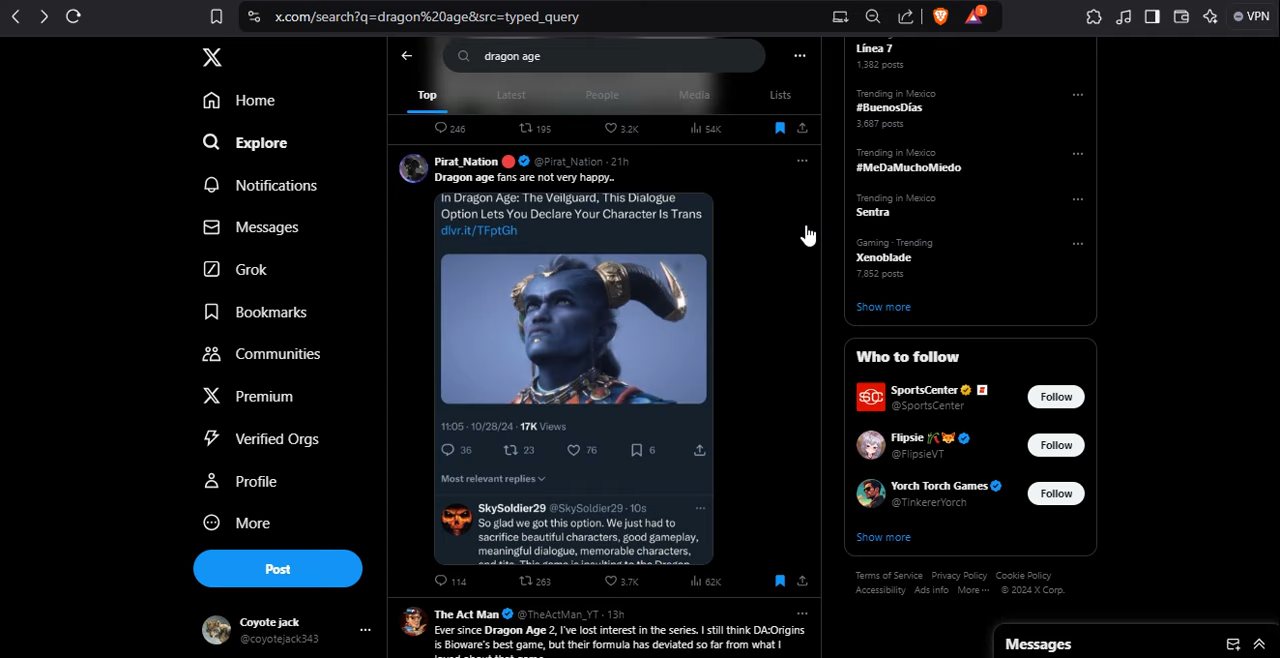 x.com/search?q=dragon%20age&src=typed_query
1
VPN
Home
Explore
Notifications
Messages
Grok
Bookmarks
Communities
Premium
Verified Orgs
Profile
More
Post
Coyote jack
@coyotejack343
dragon age
Top Latest People Media Lists
246 195 3.2K 54K
Pirat_Nation 🔴 @Pirat_Nation · 21h
Dragon age fans are not very happy..
In Dragon Age: The Veilguard, This Dialogue
Option Lets You Declare Your Character Is Trans
dlvr.it/TFptGh
11:05 · 10/28/24 · 17K Views
36 23 76 6
Most relevant replies
SkySoldier29 @SkySoldier29 · 10s
So glad we got this option. We just had to
sacrifice beautiful characters, good gameplay,
meaningful dialogue, memorable characters,
and tits. This game is insulting to the Dragon
114 263 3.7K 62K
The Act Man @TheActMan_YT · 13h
Ever since Dragon Age 2, I've lost interest in the series. I still think DA:Origins
is Bioware's best game, but their formula has deviated so far from what I
loved about that game
Línea 7
1,382 posts
Trending in Mexico
#BuenosDías
3,687 posts
Trending in Mexico
#MeDaMuchoMiedo
Trending in Mexico
Sentra
Gaming · Trending
Xenoblade
7,852 posts
Show more
Who to follow
SportsCenter
@SportsCenter
Follow
Flipsie
@FlipsieVT
Follow
Yorch Torch Games
@TinkererYorch
Follow
Show more
Terms of Service Privacy Policy Cookie Policy
Accessibility Ads info More ··· © 2024 X Corp.
Messages